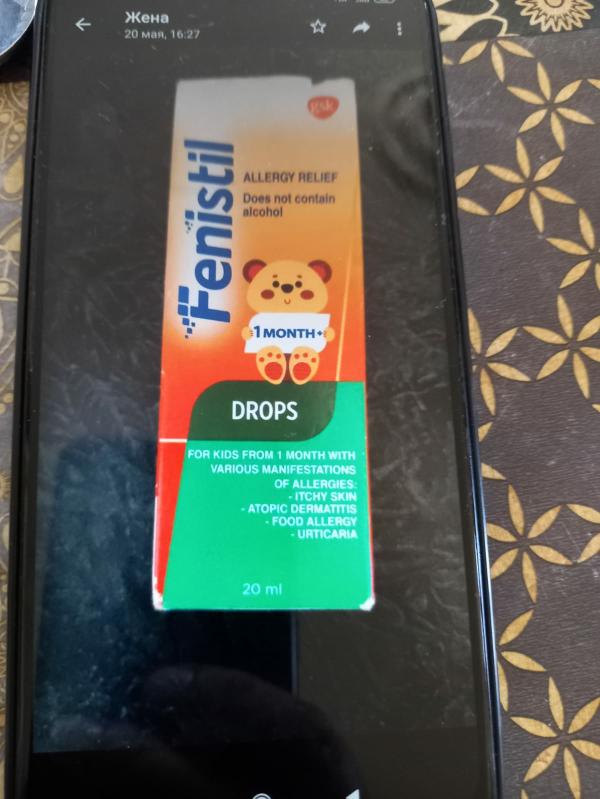 Жена
20 мая, 16:27
gsk
Fenistil
ALLERGY RELIEF
Does not contain
alcohol
1 MONTH+
DROPS
FOR KIDS FROM 1 MONTH WITH
VARIOUS MANIFESTATIONS
OF ALLERGIES:
- ITCHY SKIN
- ATOPIC DERMATITIS
- FOOD ALLERGY
- URTICARIA
20 ml